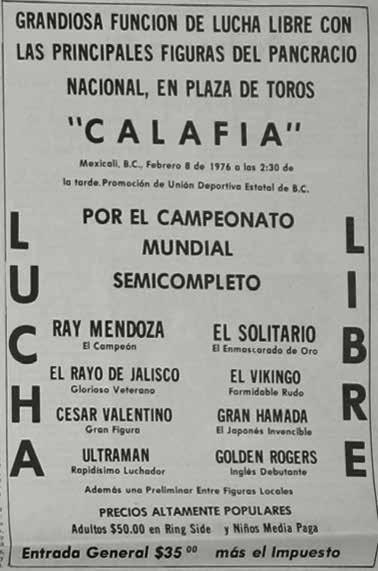 GRANDIOSA FUNCION DE LUCHA LIBRE CON
LAS PRINCIPALES FIGURAS DEL PANCRACIO
NACIONAL, EN PLAZA DE TOROS
"CALAFIA"
Mexicali, B.C., Febrero 8 de 1976 a las 2:30 de
la tarde. Promoción de Unión Deportiva Estatal de B.C.
LUCHA
LIBRE
POR EL CAMPEONATO
MUNDIAL
SEMICOMPLETO
RAY MENDOZA
El Campeón
EL SOLITARIO
El Enmascarado de Oro
EL RAYO DE JALISCO
Glorioso Veterano
EL VIKINGO
Formidable Rudo
CESAR VALENTINO
Gran Figura
GRAN HAMADA
El Japonés Invencible
ULTRAMAN
Rapidísimo Luchador
GOLDEN ROGERS
Inglés Debutante
Además una Preliminar Entre Figuras Locales
PRECIOS ALTAMENTE POPULARES
Adultos $50.00 en Ring Side y Niños Media Paga
Entrada General $35 00 más el Impuesto